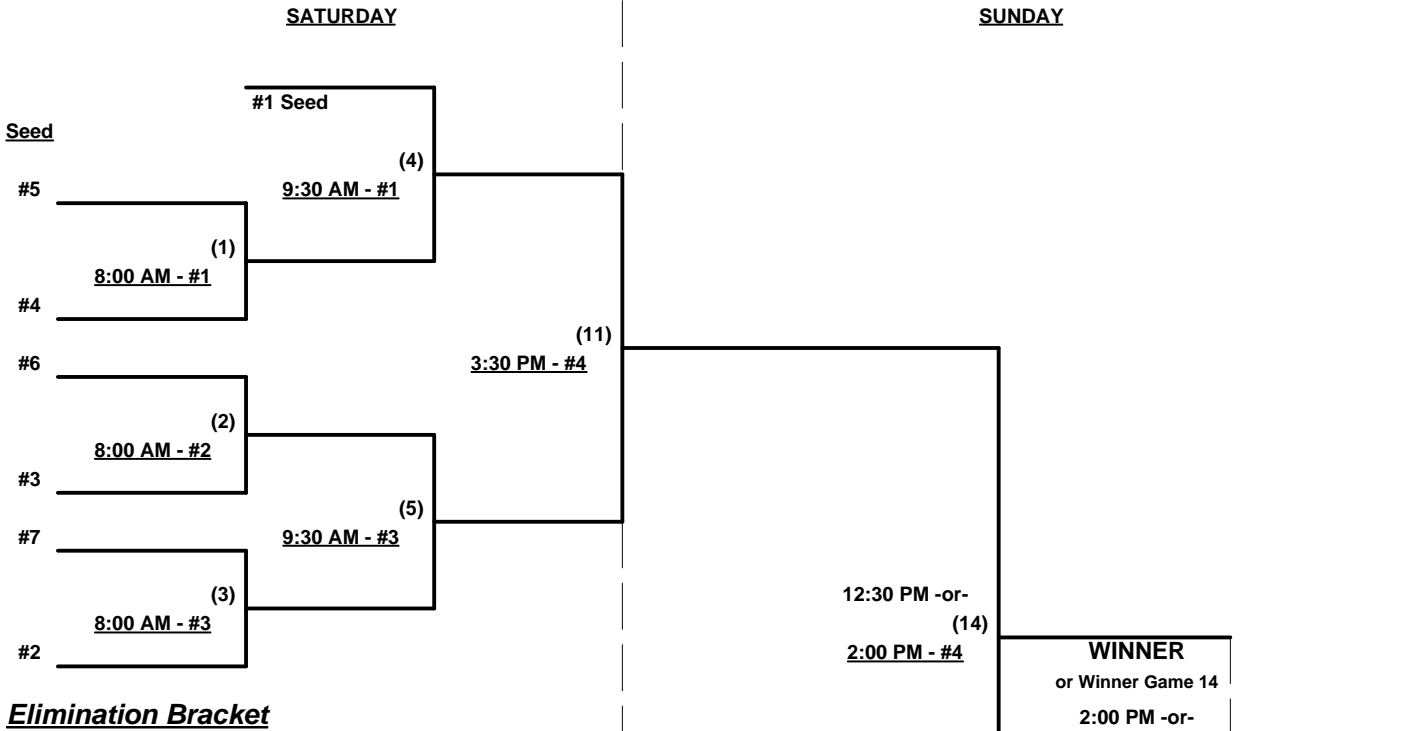 SATURDAY
SUNDAY
#1 Seed
Seed
(4)
#5
9:30 AM - #1
(1)
8:00 AM - #1
#4
(11)
#6
3:30 PM - #4
(2)
8:00 AM - #2
#3
(5)
#7
9:30 AM - #3
(3)
12:30 PM -or-
8:00 AM - #3
(14)
#2
2:00 PM - #4
WINNER
or Winner Game 14
Elimination Bracket
2:00 PM -or-